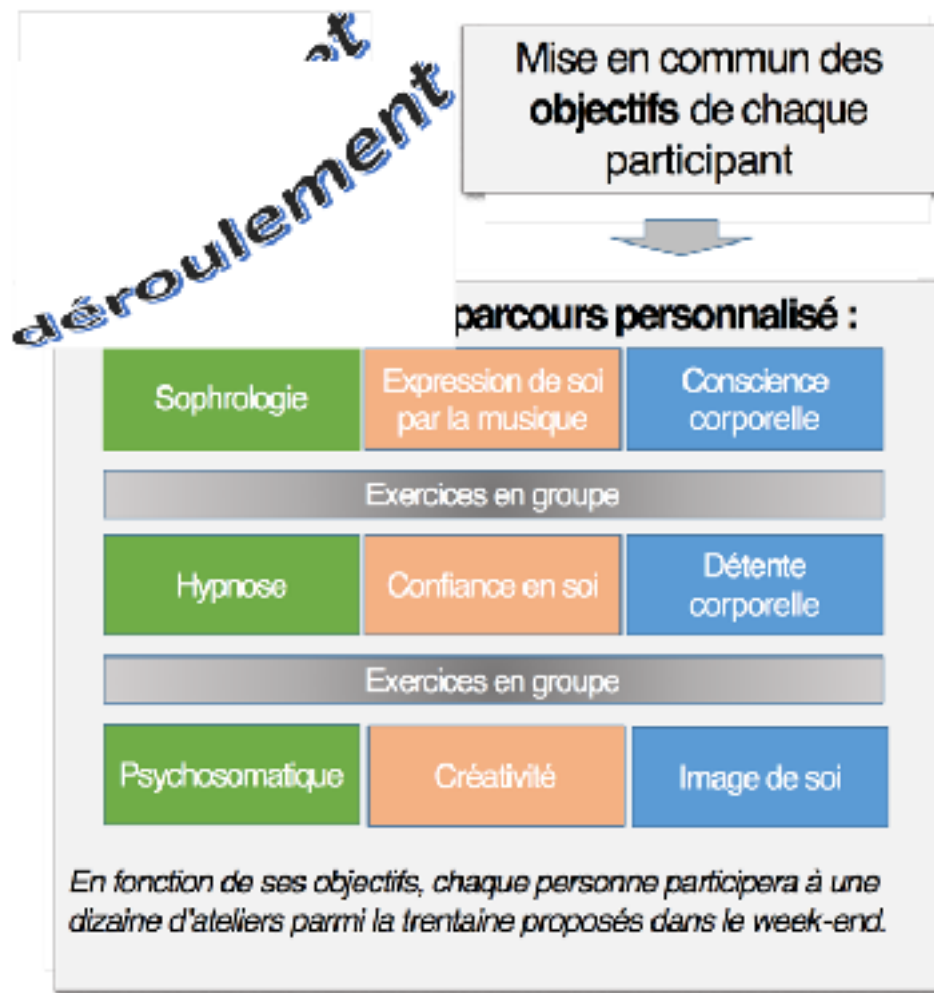 et
déroulement
Mise en commun des
objectifs de chaque
participant
parcours personnalisé :
Sophrologie
Expression de soi
par la musique
Conscience
corporelle
Exercices en groupe
Hypnose
Confiance en soi
Détente
corporelle
Exercices en groupe
Psychosomatique
Créativité
Image de soi
En fonction de ses objectifs, chaque personne participera à une
dizaine d'ateliers parmi la trentaine proposés dans le week-end.